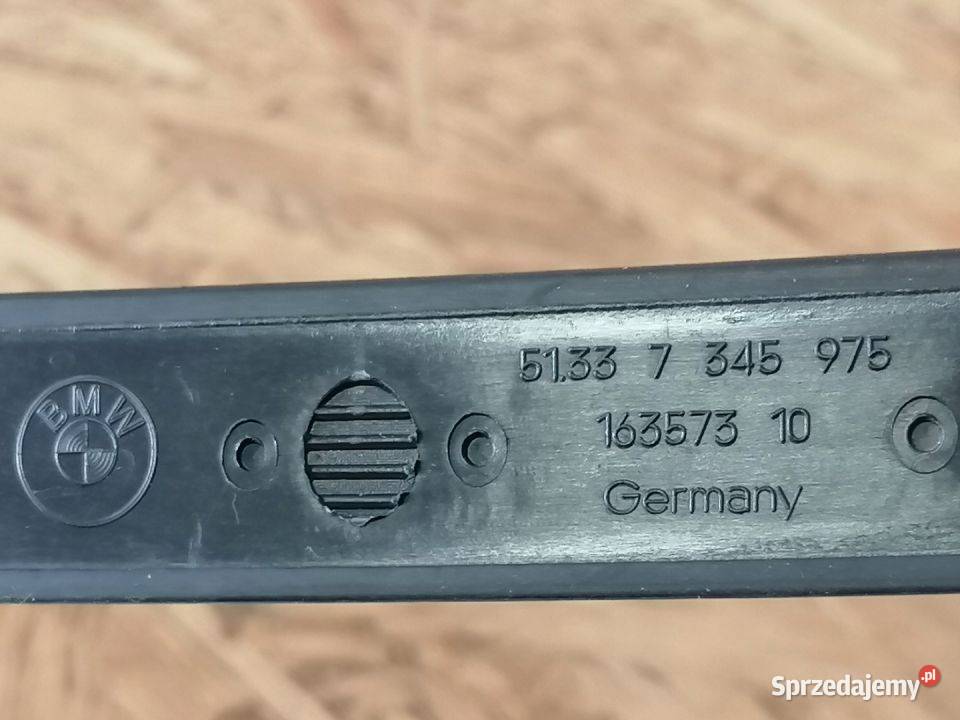 BMW
51.33 7 345 975
163573 10
Germany
Sprzedajemy.pl